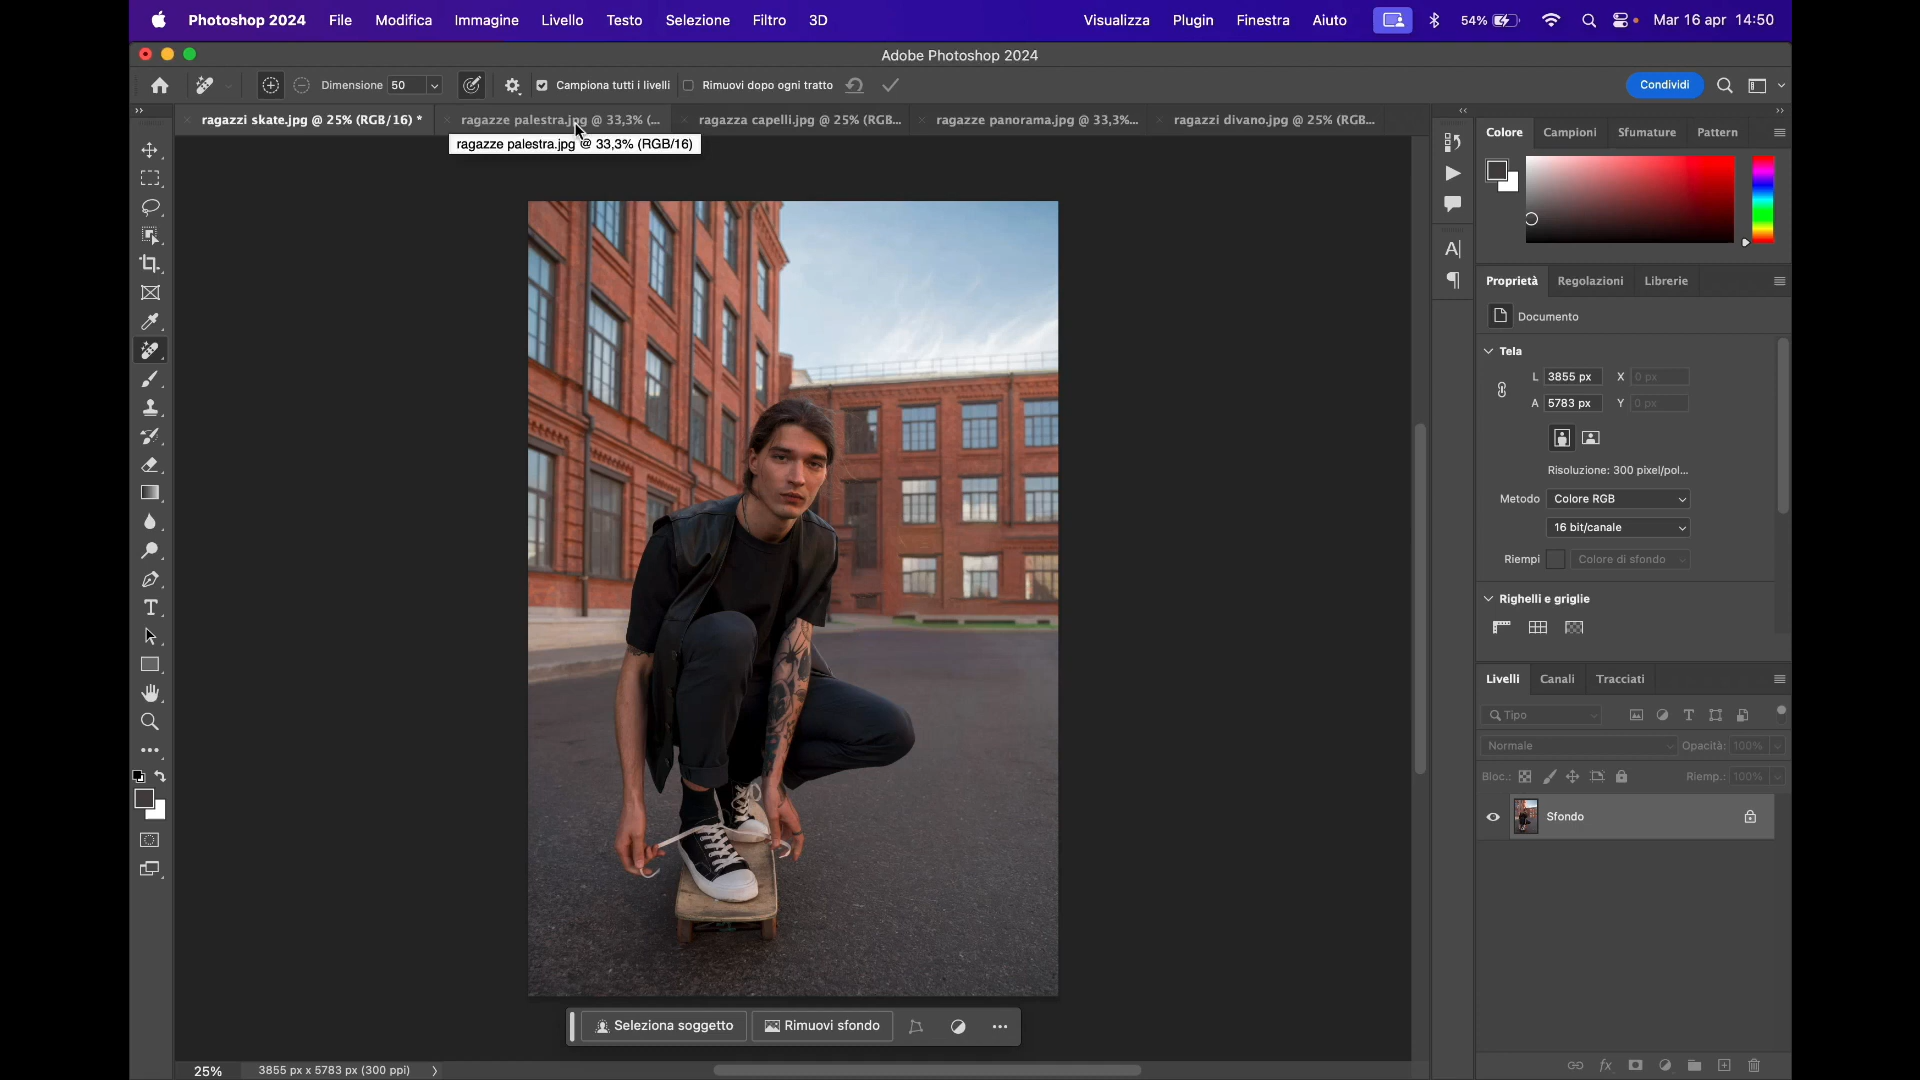 Photoshop 2024 File Modifica Immagine Livello Testo Selezione Filtro 3D Visualizza Plugin Finestra Aiuto 54% Mar 16 apr 14:50
Adobe Photoshop 2024
Dimensione 50 Campiona tutti i livelli Rimuovi dopo ogni tratto Condividi
ragazzi skate.jpg @ 25% (RGB/16) * ragazze palestra.jpg @ 33,3% (... ragazza capelli.jpg @ 25% (RGB... ragazze panorama.jpg @ 33,3%... ragazzi divano.jpg @ 25% (RGB...
ragazze palestra.jpg @ 33,3% (RGB/16)
Colore Campioni Sfumature Pattern
Proprietà Regolazioni Librerie
Documento
Tela
L 3855 px X 0 px
A 5783 px Y 0 px
Risoluzione: 300 pixel/pol...
Metodo Colore RGB
16 bit/canale
Riempi Colore di sfondo
Righelli e griglie
Livelli Canali Tracciati
Tipo
Normale Opacità: 100%
Bloc.: Riemp.: 100%
Sfondo
Seleziona soggetto Rimuovi sfondo
25% 3855 px x 5783 px (300 ppi)